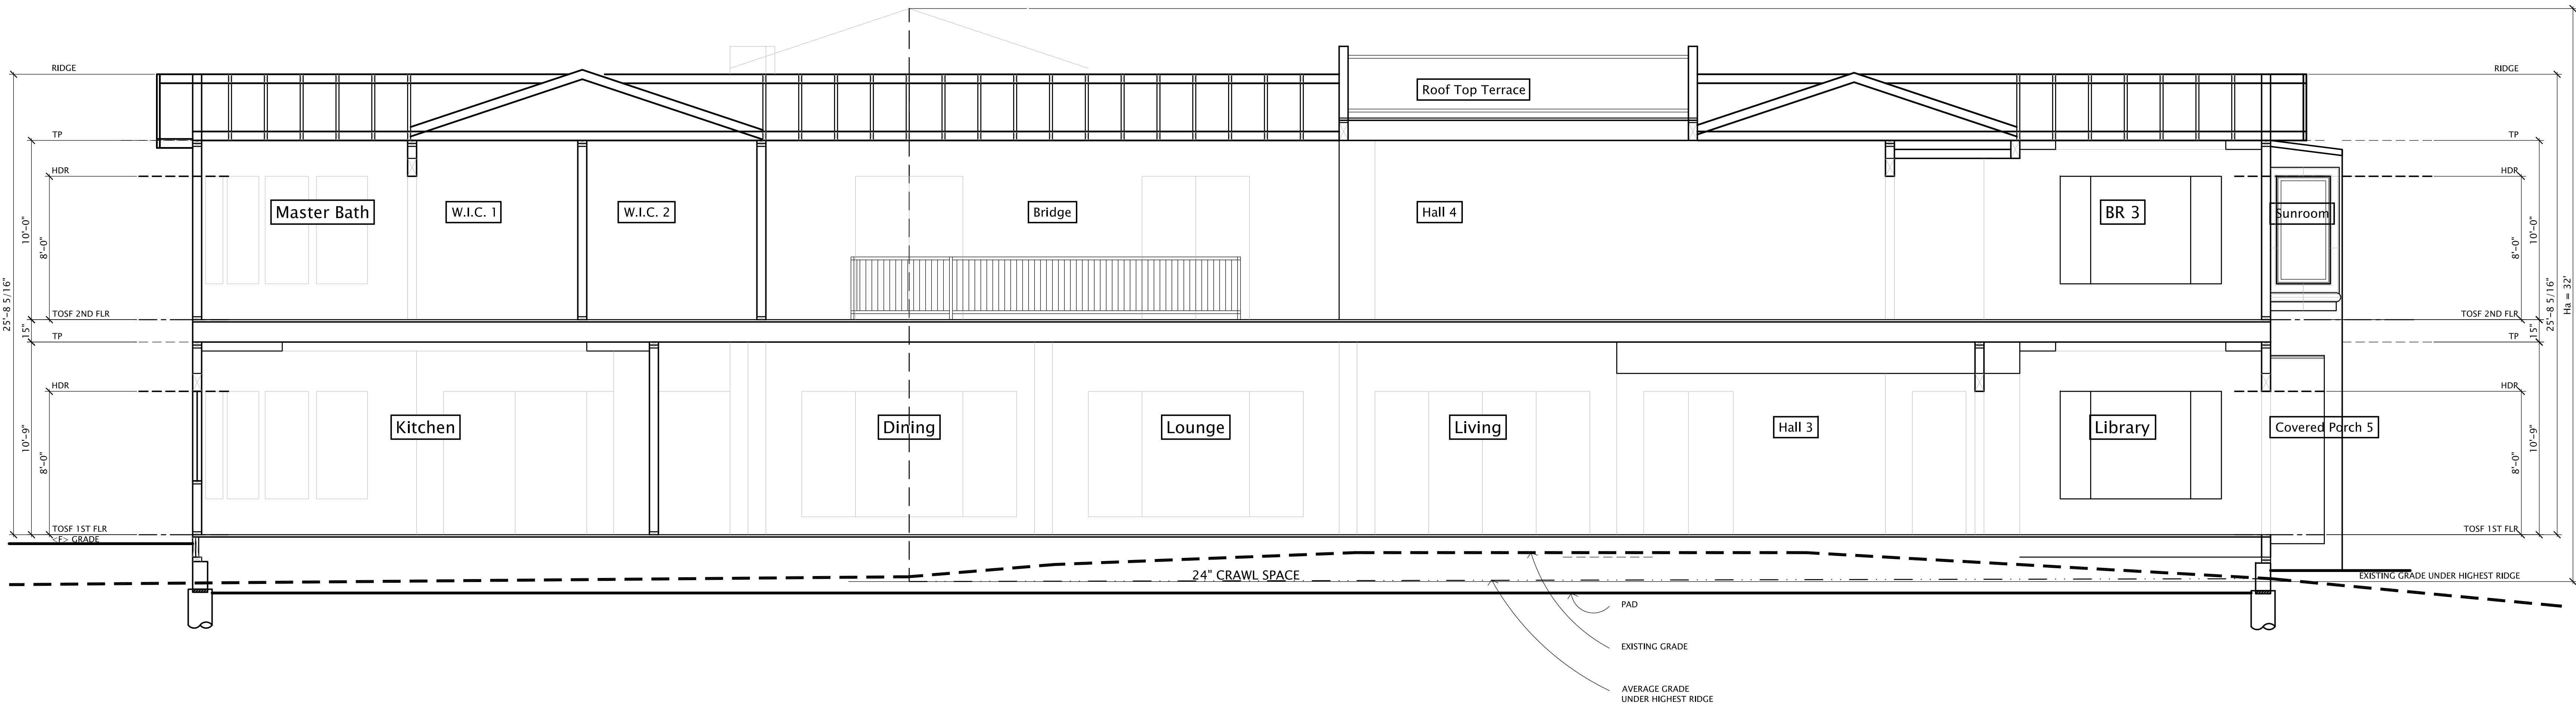 RIDGE
RIDGE
Roof Top Terrace
TP
TP
HDR
HDR
Master Bath
W.I.C. 1
W.I.C. 2
Bridge
Hall 4
BR 3
Sunroom
10'-0"
8'-0"
8'-0"
10'-0"
25'-8 5/16"
25'-8 5/16"
Ha = 32'
TOSF 2ND FLR
TOSF 2ND FLR
15"
15"
TP
TP
HDR
HDR
Kitchen
Dining
Lounge
Living
Hall 3
Library
Covered Porch 5
10'-9"
8'-0"
8'-0"
10'-9"
TOSF 1ST FLR
TOSF 1ST FLR
<F> GRADE
24" CRAWL SPACE
EXISTING GRADE UNDER HIGHEST RIDGE
PAD
EXISTING GRADE
AVERAGE GRADE
UNDER HIGHEST RIDGE